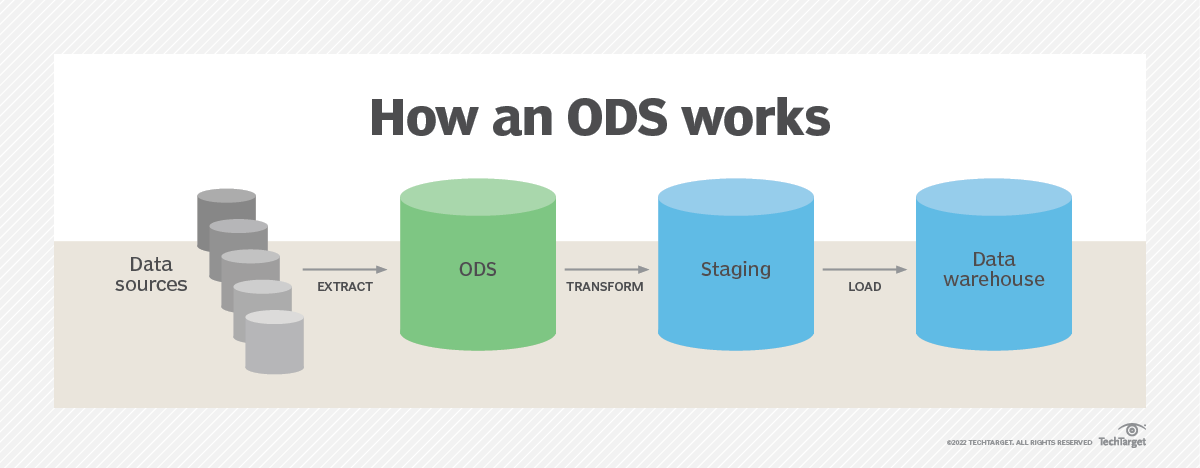 How an ODS works
Data
sources
EXTRACT
ODS
TRANSFORM
Staging
LOAD
Data
warehouse
©2022 TECHTARGET. ALL RIGHTS RESERVED
TechTarget